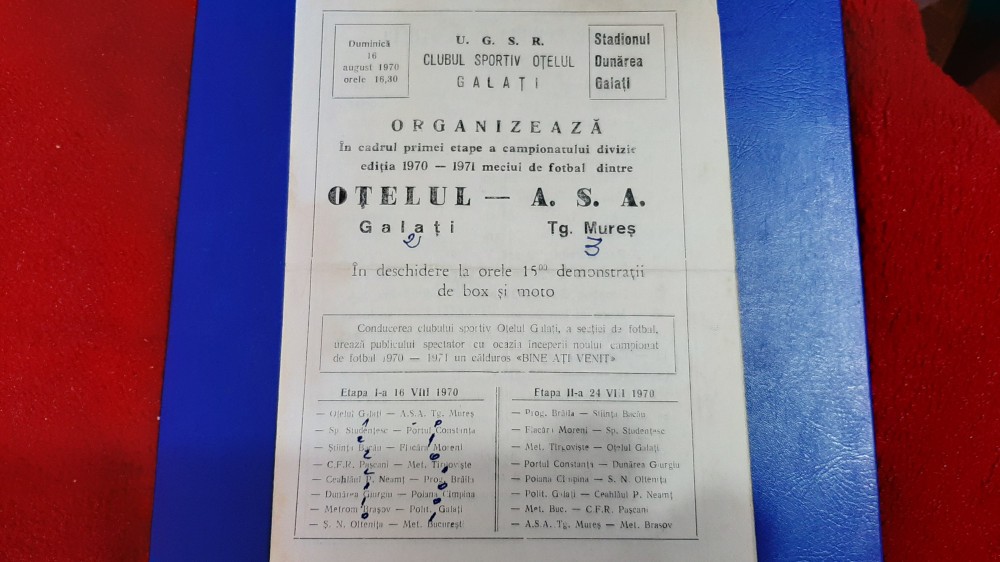 Duminică
16
august 1970
orele 16,30
U. G. S. R.
CLUBUL SPORTIV OȚELUL
GALAȚI
Stadionul
Dunărea
Galați
ORGANIZEAZĂ
În cadrul primei etape a campionatului divizie
ediția 1970 — 1971 meciul de fotbal dintre
OȚELUL — A. S. A.
Galați Tg. Mureș
2 3
În deschidere la orele 15⁰⁰ demonstrații
de box și moto
Conducerea clubului sportiv Oțelul Galați, a secției de fotbal,
urează publicului spectator cu ocazia începerii noului campionat
de fotbal 1970 — 1971 un călduros «BINE AȚI VENIT»
Etapa I-a 16 VIII 1970
— Oțelul Galați — A.S.A. Tg. Mureș
— Sp. Studențesc — Portul Constanța
— Știința Bacău — Flacăra Moreni
— C.F.R. Pașcani — Met. Tîrgoviște
— Ceahlăul P. Neamț — Prog. Brăila
— Dunărea Giurgiu — Poiana Cîmpina
— Metrom Brașov — Polit. Galați
— Ș. N. Oltenița — Met. București
Etapa II-a 24 VIII 1970
— Prog. Brăila — Știința Bacău
— Flacăra Moreni — Sp. Studențesc
— Met. Tîrgoviște — Oțelul Galați
— Portul Constanța — Dunărea Giurgiu
— Poiana Cîmpina — S. N. Oltenița
— Polit. Galați — Ceahlăul P. Neamț
— Met. Buc. — C.F.R. Pașcani
— A.S.A. Tg. Mureș — Met. Brașov